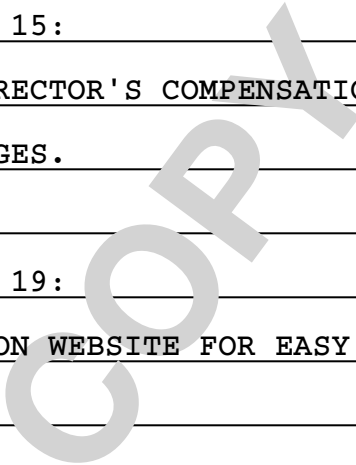 15:
RECTOR'S COMPENSATIO
GES.
19:
ON WEBSITE FOR EASY
COPY